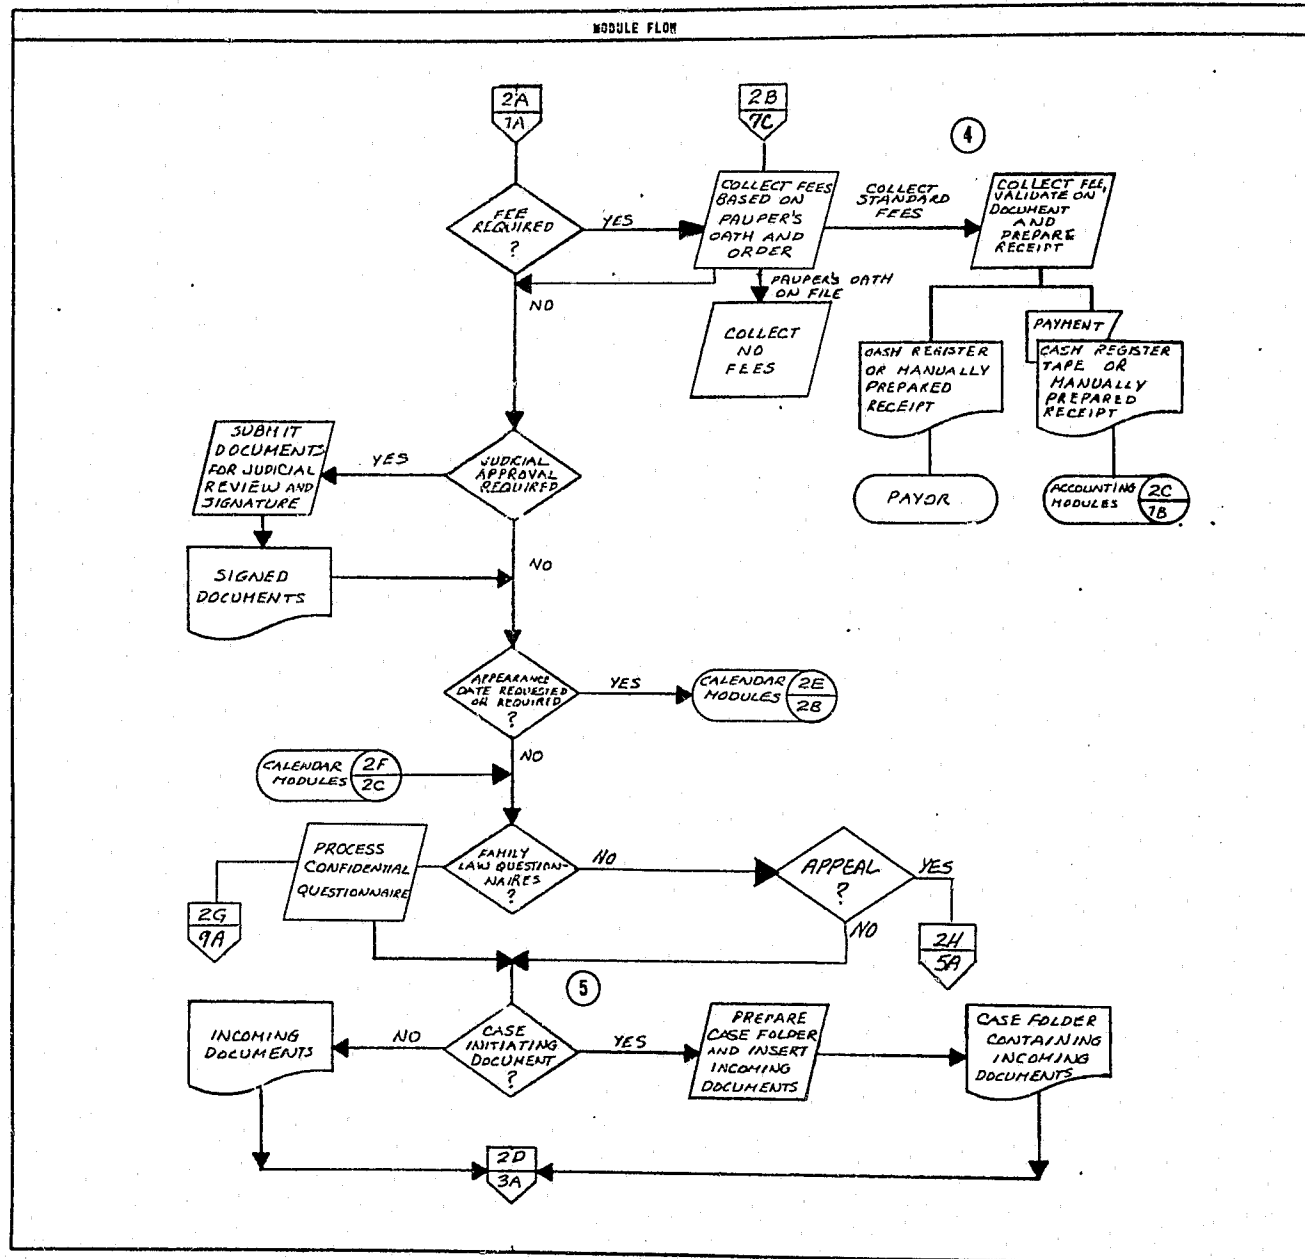 MODULE FLOW
2A
1A
2B
7C
4
FEE
REQUIRED
?
YES
COLLECT FEES
BASED ON
PAUPER'S
OATH AND
ORDER
COLLECT
STANDARD
FEES
COLLECT FEE,
VALIDATE ON
DOCUMENT
AND
PREPARE
RECEIPT
NO
PAUPER'S OATH
ON FILE
COLLECT
NO
FEES
PAYMENT
CASH REGISTER
OR MANUALLY
PREPARED
RECEIPT
CASH REGISTER
TAPE OR
MANUALLY
PREPARED
RECEIPT
PAYOR
ACCOUNTING
MODULES
2C
1B
SUBMIT
DOCUMENTS
FOR JUDICIAL
REVIEW AND
SIGNATURE
YES
JUDICIAL
APPROVAL
REQUIRED
NO
SIGNED
DOCUMENTS
APPEARANCE
DATE REQUESTED
OR REQUIRED
?
YES
CALENDAR
MODULES
2E
2B
NO
CALENDAR
MODULES
2F
2C
PROCESS
CONFIDENTIAL
QUESTIONNAIRE
FAMILY
LAW QUESTION-
NAIRES
?
NO
APPEAL
?
YES
NO
2G
9A
2H
5A
5
INCOMING
DOCUMENTS
NO
CASE
INITIATING
DOCUMENT
?
YES
PREPARE
CASE FOLDER
AND INSERT
INCOMING
DOCUMENTS
CASE FOLDER
CONTAINING
INCOMING
DOCUMENTS
2D
3A